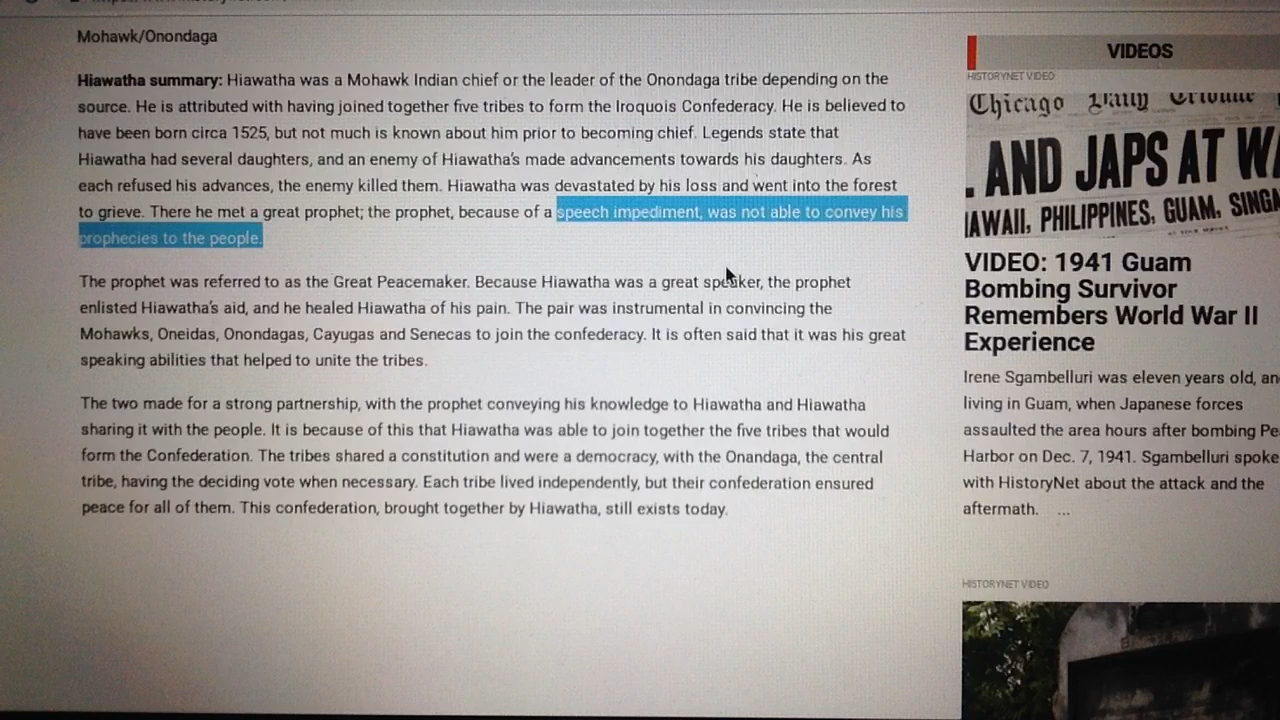 Mohawk/Onondaga
Hiawatha summary: Hiawatha was a Mohawk Indian chief or the leader of the Onondaga tribe depending on the
source. He is attributed with having joined together five tribes to form the Iroquois Confederacy. He is believed to
have been born circa 1525, but not much is known about him prior to becoming chief. Legends state that
Hiawatha had several daughters, and an enemy of Hiawatha's made advancements towards his daughters. As
each refused his advances, the enemy killed them. Hiawatha was devastated by his loss and went into the forest
to grieve. There he met a great prophet; the prophet, because of a speech impediment, was not able to convey his
prophecies to the people.
The prophet was referred to as the Great Peacemaker. Because Hiawatha was a great speaker, the prophet
enlisted Hiawatha's aid, and he healed Hiawatha of his pain. The pair was instrumental in convincing the
Mohawks, Oneidas, Onondagas, Cayugas and Senecas to join the confederacy. It is often said that it was his great
speaking abilities that helped to unite the tribes.
The two made for a strong partnership, with the prophet conveying his knowledge to Hiawatha and Hiawatha
sharing it with the people. It is because of this that Hiawatha was able to join together the five tribes that would
form the Confederation. The tribes shared a constitution and were a democracy, with the Onandaga, the central
tribe, having the deciding vote when necessary. Each tribe lived independently, but their confederation ensured
peace for all of them. This confederation, brought together by Hiawatha, still exists today.
VIDEOS
HISTORYNET VIDEO
Chicago Daily Tribune
. AND JAPS AT
PHILIPPINES, GUAM,
VIDEO: 1941 Guam
Bombing Survivor
Remembers World War II
Experience
Irene Sgambelluri was eleven years old, an
living in Guam, when Japanese forces
assaulted the area hours after bombing Pe
Harbor on Dec. 7, 1941. Sgambelluri spoke
with HistoryNet about the attack and the
aftermath. ...
HISTORYNET VIDEO